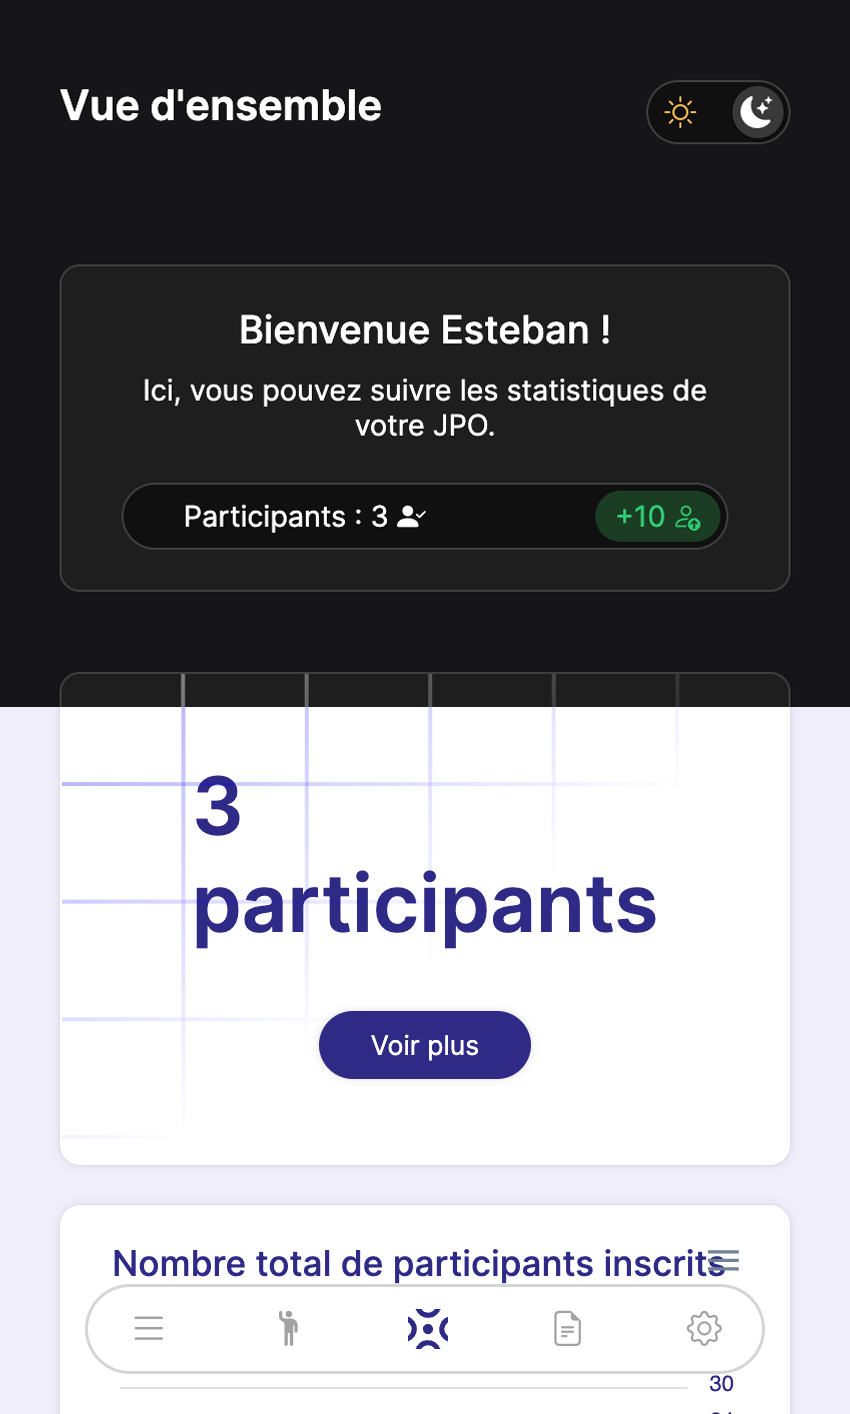 Vue d'ensemble
Bienvenue Esteban !
Ici, vous pouvez suivre les statistiques de
votre JPO.
Participants : 3
+10
3
participants
Voir plus
Nombre total de participants inscrits
30